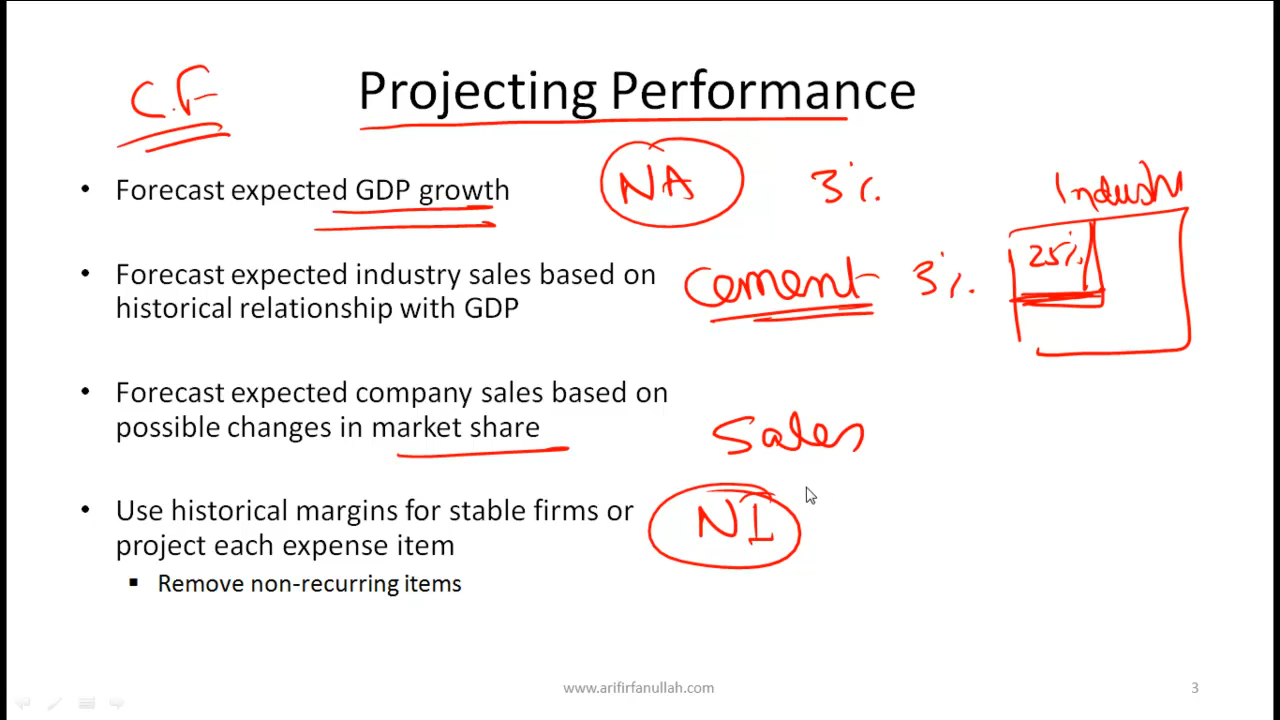 C.F
Projecting Performance
• Forecast expected GDP growth
NA
3%
Industry
• Forecast expected industry sales based on
historical relationship with GDP
cement 3%.
25%
• Forecast expected company sales based on
possible changes in market share
Sales
• Use historical margins for stable firms or
project each expense item
NI
▪ Remove non-recurring items
www.arifirfanullah.com
3